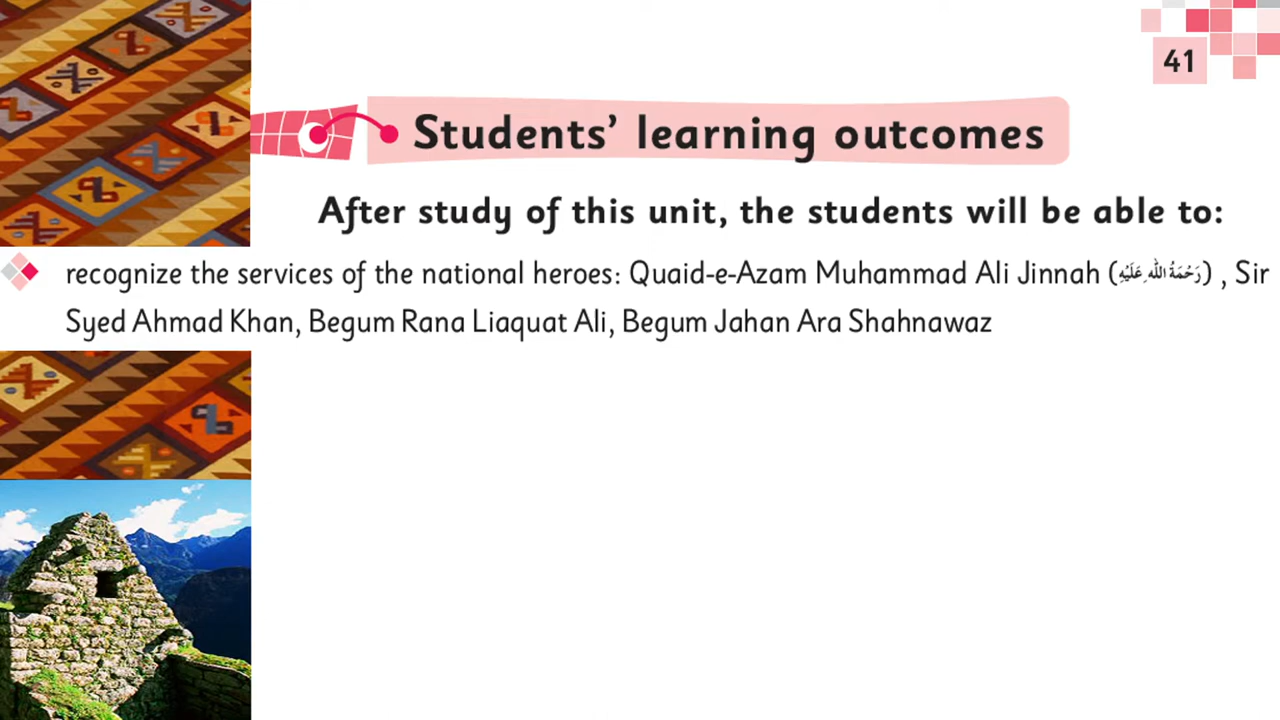 41
Students’ learning outcomes
After study of this unit, the students will be able to:
recognize the services of the national heroes: Quaid-e-Azam Muhammad Ali Jinnah (رَحْمَةُ اللّٰهِ عَلَيْهِ) , Sir
Syed Ahmad Khan, Begum Rana Liaquat Ali, Begum Jahan Ara Shahnawaz